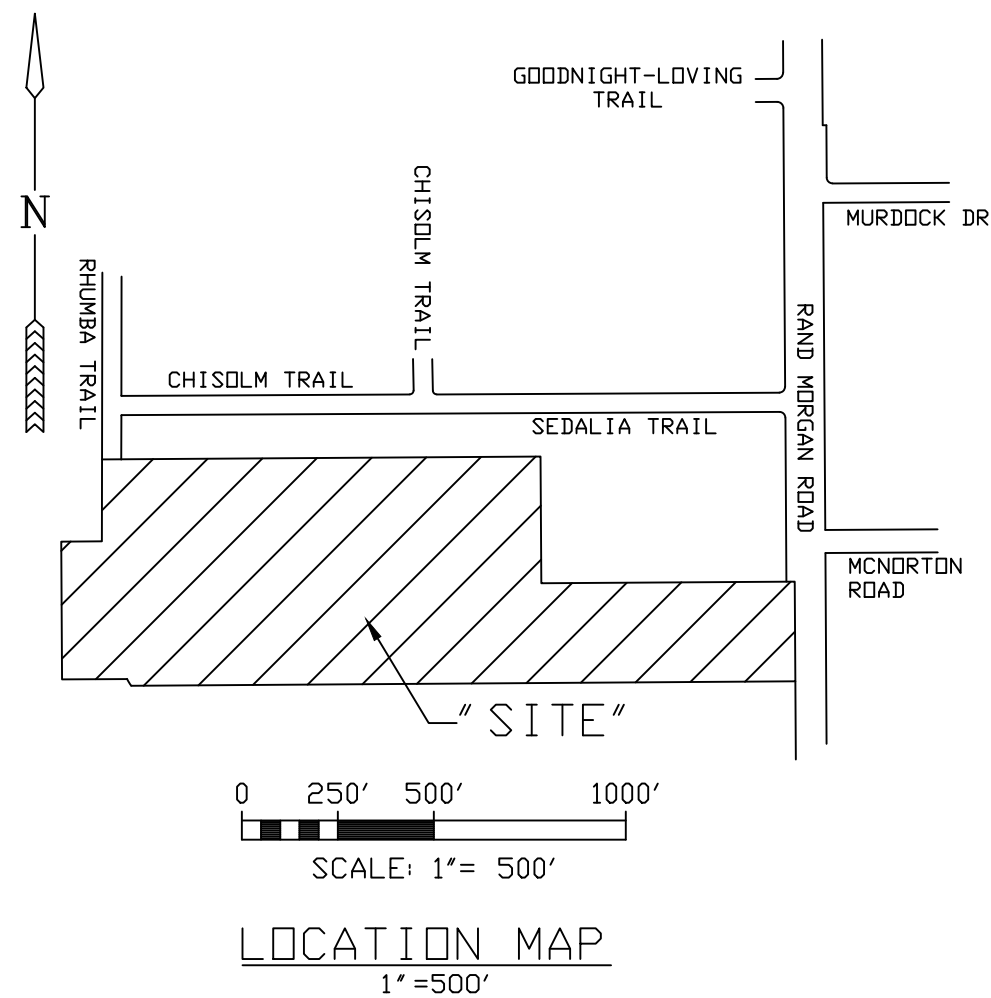 GOODNIGHT-LOVING
TRAIL
CHISOLM TRAIL
N
MURDOCK DR
RHUMBA TRAIL
RAND MORGAN ROAD
CHISOLM TRAIL
SEDALIA TRAIL
MCNORTON
ROAD
"SITE"
0 250' 500' 1000'
SCALE: 1"= 500'
LOCATION MAP
1"=500'